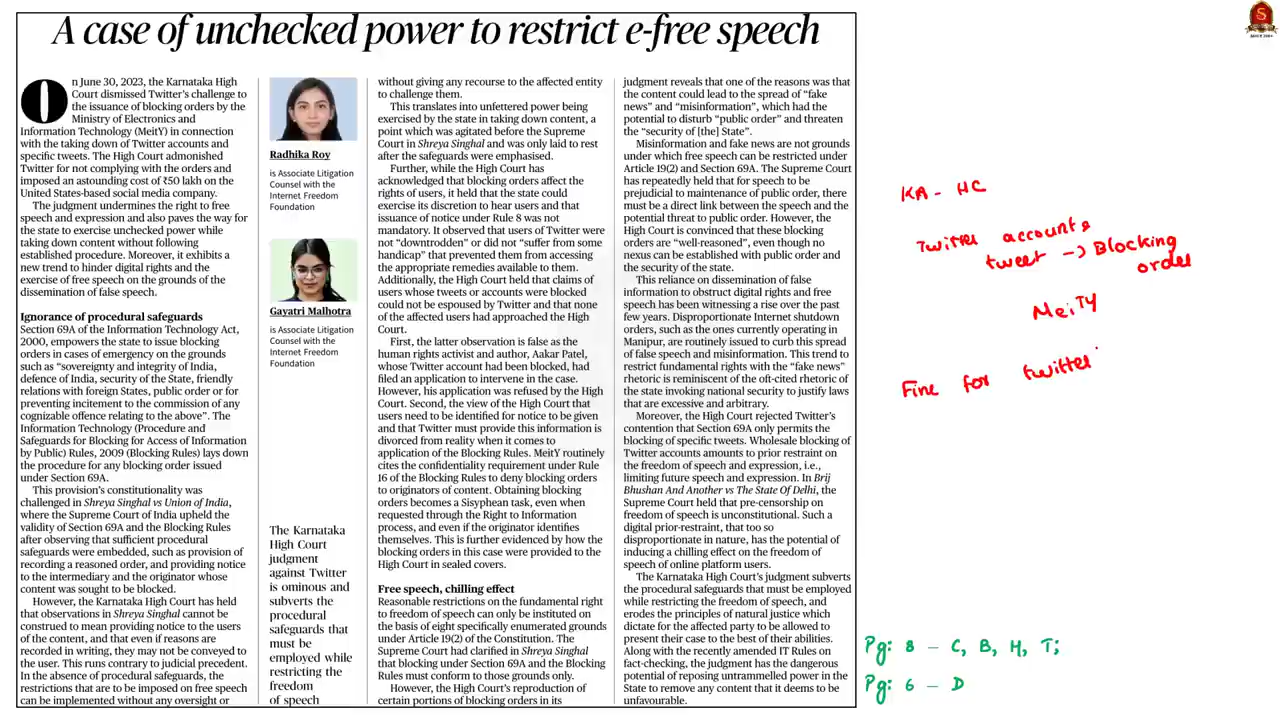 A case of unchecked power to restrict e-free speech
On June 30, 2023, the Karnataka High
Court dismissed Twitter's challenge to
the issuance of blocking orders by the
Ministry of Electronics and
Information Technology (MeitY) in connection
with the taking down of Twitter accounts and
specific tweets. The High Court admonished
Twitter for not complying with the orders and
imposed an astounding cost of ₹50 lakh on the
United States-based social media company.
The judgment undermines the right to free
speech and expression and also paves the way for
the state to exercise unchecked power while
taking down content without following
established procedure. Moreover, it exhibits a
new trend to hinder digital rights and the
exercise of free speech on the grounds of the
dissemination of false speech.
Ignorance of procedural safeguards
Section 69A of the Information Technology Act,
2000, empowers the state to issue blocking
orders in cases of emergency on the grounds
such as "sovereignty and integrity of India,
defence of India, security of the State, friendly
relations with foreign States, public order or for
preventing incitement to the commission of any
cognizable offence relating to the above". The
Information Technology (Procedure and
Safeguards for Blocking for Access of Information
by Public) Rules, 2009 (Blocking Rules) lays down
the procedure for any blocking order issued
under Section 69A.
This provision's constitutionality was
challenged in Shreya Singhal vs Union of India,
where the Supreme Court of India upheld the
validity of Section 69A and the Blocking Rules
after observing that sufficient procedural
safeguards were embedded, such as provision of
recording a reasoned order, and providing notice
to the intermediary and the originator whose
content was sought to be blocked.
However, the Karnataka High Court has held
that observations in Shreya Singhal cannot be
construed to mean providing notice to the users
of the content, and that even if reasons are
recorded in writing, they may not be conveyed to
the user. This runs contrary to judicial precedent.
In the absence of procedural safeguards, the
restrictions that are to be imposed on free speech
can be implemented without any oversight or
Radhika Roy
is Associate Litigation
Counsel with the
Internet Freedom
Foundation
Gayatri Malhotra
is Associate Litigation
Counsel with the
Internet Freedom
Foundation
The Karnataka
High Court
judgment
against Twitter
is ominous and
subverts the
procedural
safeguards that
must be
employed while
restricting the
freedom
of speech
without giving any recourse to the affected entity
to challenge them.
This translates into unfettered power being
exercised by the state in taking down content, a
point which was agitated before the Supreme
Court in Shreya Singhal and was only laid to rest
after the safeguards were emphasised.
Further, while the High Court has
acknowledged that blocking orders affect the
rights of users, it held that the state could
exercise its discretion to hear users and that
issuance of notice under Rule 8 was not
mandatory. It observed that users of Twitter were
not "downtrodden" or did not "suffer from some
handicap" that prevented them from accessing
the appropriate remedies available to them.
Additionally, the High Court held that claims of
users whose tweets or accounts were blocked
could not be espoused by Twitter and that none
of the affected users had approached the High
Court.
First, the latter observation is false as the
human rights activist and author, Aakar Patel,
whose Twitter account had been blocked, had
filed an application to intervene in the case.
However, his application was refused by the High
Court. Second, the view of the High Court that
users need to be identified for notice to be given
and that Twitter must provide this information is
divorced from reality when it comes to
application of the Blocking Rules. MeitY routinely
cites the confidentiality requirement under Rule
16 of the Blocking Rules to deny blocking orders
to originators of content. Obtaining blocking
orders becomes a Sisyphean task, even when
requested through the Right to Information
process, and even if the originator identifies
themselves. This is further evidenced by how the
blocking orders in this case were provided to the
High Court in sealed covers.
Free speech, chilling effect
Reasonable restrictions on the fundamental right
to freedom of speech can only be instituted on
the basis of eight specifically enumerated grounds
under Article 19(2) of the Constitution. The
Supreme Court had clarified in Shreya Singhal
that blocking under Section 69A and the Blocking
Rules must conform to those grounds only.
However, the High Court's reproduction of
certain portions of blocking orders in its
judgment reveals that one of the reasons was that
the content could lead to the spread of "fake
news" and "misinformation", which had the
potential to disturb "public order" and threaten
the "security of [the] State".
Misinformation and fake news are not grounds
under which free speech can be restricted under
Article 19(2) and Section 69A. The Supreme Court
has repeatedly held that for speech to be
prejudicial to maintenance of public order, there
must be a direct link between the speech and the
potential threat to public order. However, the
High Court is convinced that these blocking
orders are "well-reasoned", even though no
nexus can be established with public order and
the security of the state.
This reliance on dissemination of false
information to obstruct digital rights and free
speech has been witnessing a rise over the past
few years. Disproportionate Internet shutdown
orders, such as the ones currently operating in
Manipur, are routinely issued to curb this spread
of false speech and misinformation. This trend to
restrict fundamental rights with the "fake news"
rhetoric is reminiscent of the oft-cited rhetoric of
the state invoking national security to justify laws
that are excessive and arbitrary.
Moreover, the High Court rejected Twitter's
contention that Section 69A only permits the
blocking of specific tweets. Wholesale blocking of
Twitter accounts amounts to prior restraint on
the freedom of speech and expression, i.e.,
limiting future speech and expression. In Brij
Bhushan And Another vs The State Of Delhi, the
Supreme Court held that pre-censorship on
freedom of speech is unconstitutional. Such a
digital prior-restraint, that too so
disproportionate in nature, has the potential of
inducing a chilling effect on the freedom of
speech of online platform users.
The Karnataka High Court's judgment subverts
the procedural safeguards that must be employed
while restricting the freedom of speech, and
erodes the principles of natural justice which
dictate for the affected party to be allowed to
present their case to the best of their abilities.
Along with the recently amended IT Rules on
fact-checking, the judgment has the dangerous
potential of reposing untrammelled power in the
State to remove any content that it deems to be
unfavourable.
KA - HC
Twitter accounts
tweet -> Blocking
order
MeiTY
Fine for twitter
Pg: 8 - C, B, H, T;
Pg: 6 - D